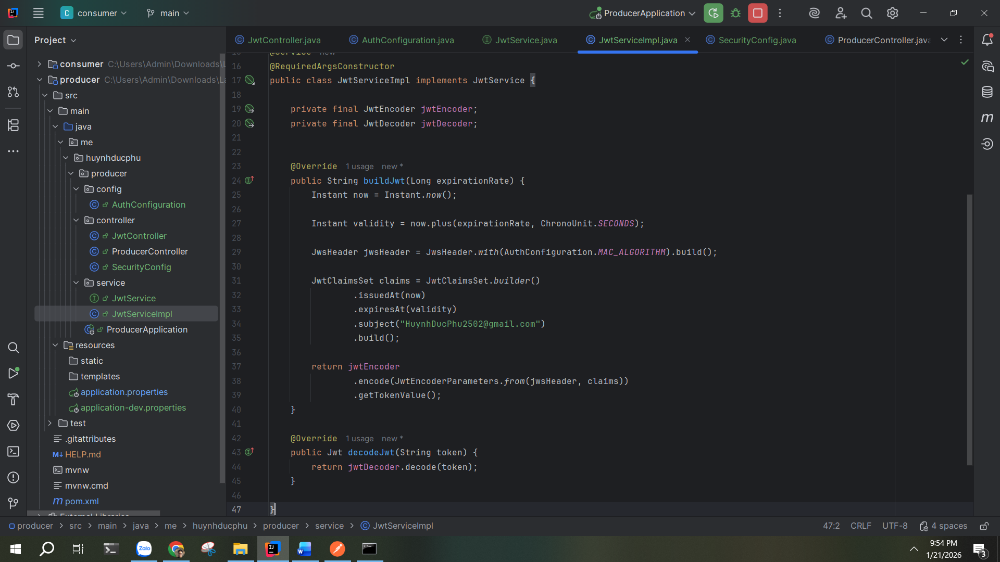 C consumer main ProducerApplication
Project
JwtController.java AuthConfiguration.java JwtService.java JwtServiceImpl.java SecurityConfig.java ProducerController.java
consumer C:\Users\Admin\Downloads\L
producer C:\Users\Admin\Downloads\La
src
main
java
me
huynhducphu
producer
config
AuthConfiguration
controller
JwtController
ProducerController
SecurityConfig
service
JwtService
JwtServiceImpl
ProducerApplication
resources
static
templates
application.properties
application-dev.properties
test
.gitattributes
HELP.md
mvnw
mvnw.cmd
pom.xml
External Libraries
@Service new *
16 @RequiredArgsConstructor
17 public class JwtServiceImpl implements JwtService {
18
19 private final JwtEncoder jwtEncoder;
20 private final JwtDecoder jwtDecoder;
21
22
23 @Override 1 usage new *
24 public String buildJwt(Long expirationRate) {
25 Instant now = Instant.now();
26
27 Instant validity = now.plus(expirationRate, ChronoUnit.SECONDS);
28
29 JwsHeader jwsHeader = JwsHeader.with(AuthConfiguration.MAC_ALGORITHM).build();
30
31 JwtClaimsSet claims = JwtClaimsSet.builder()
32 .issuedAt(now)
33 .expiresAt(validity)
34 .subject("HuynhDucPhu2502@gmail.com")
35 .build();
36
37 return jwtEncoder
38 .encode(JwtEncoderParameters.from(jwsHeader, claims))
39 .getTokenValue();
40 }
41
42 @Override 1 usage new *
43 public Jwt decodeJwt(String token) {
44 return jwtDecoder.decode(token);
45 }
46
47 }
producer > src > main > java > me > huynhducphu > producer > service > JwtServiceImpl 47:2 CRLF UTF-8 4 spaces
Zalo
9:54 PM
1/21/2026
3